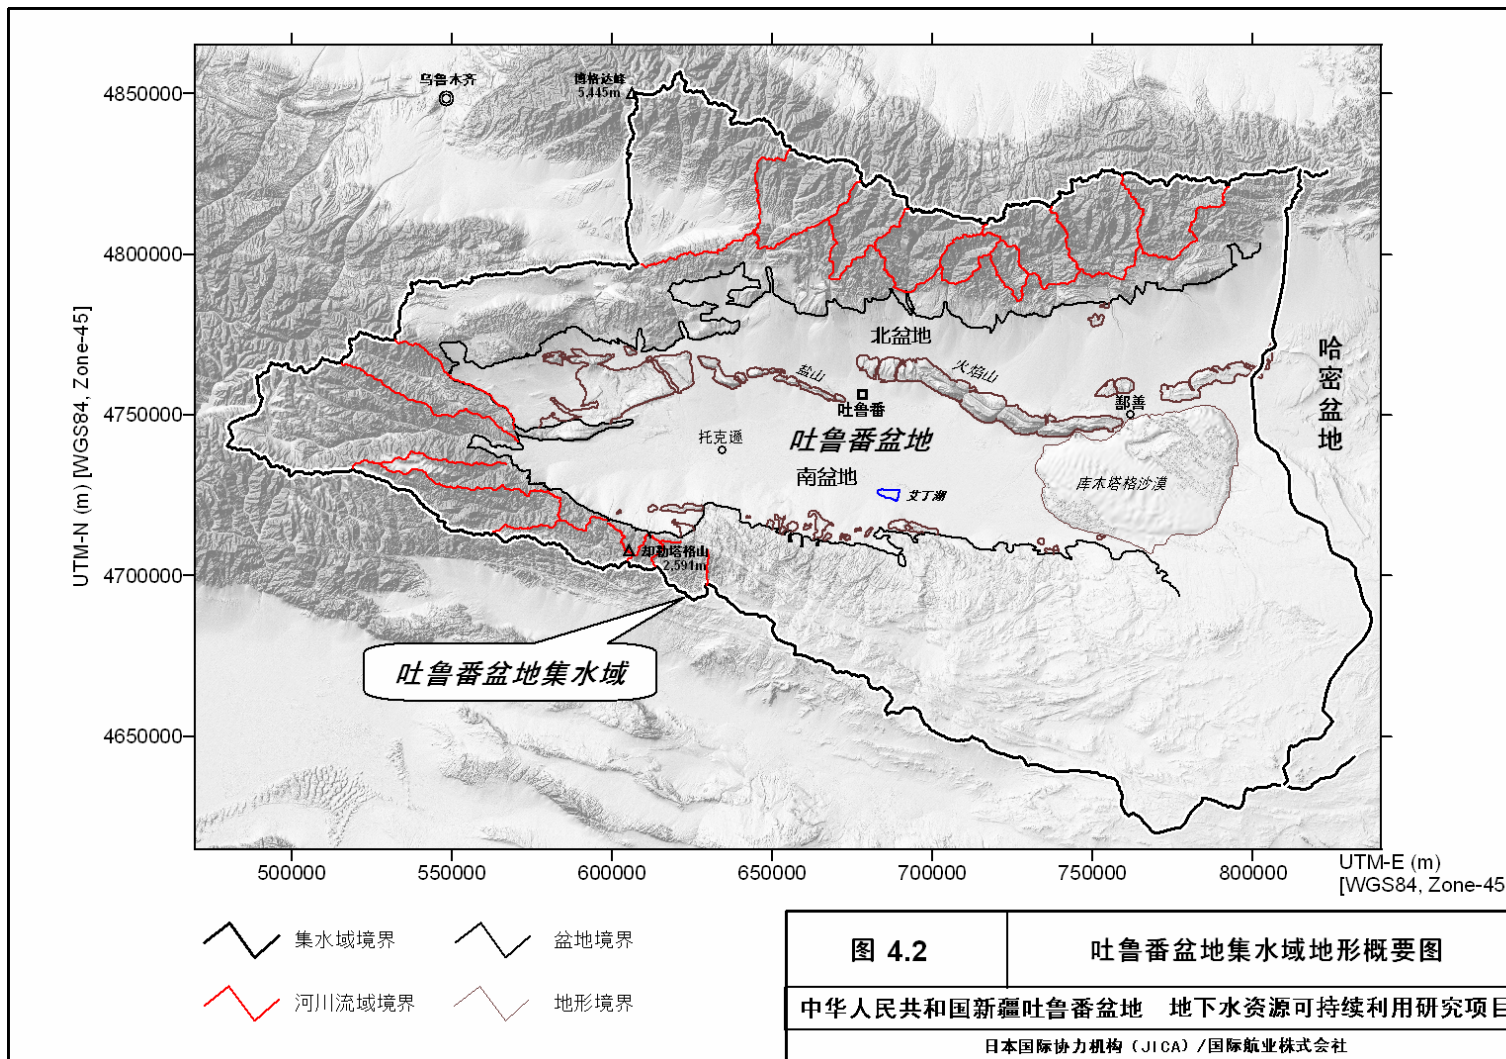 乌鲁木齐
博格达峰
5,445m
4850000
4800000
4750000
4700000
4650000
UTM-N (m) [WGS84, Zone-45]
北盆地
盐山
火焰山
吐鲁番
鄯善
哈密盆地
托克逊
吐鲁番盆地
南盆地
艾丁湖
库木塔格沙漠
却勒塔格山
2,591m
吐鲁番盆地集水域
500000
550000
600000
650000
700000
750000
800000
UTM-E (m)
[WGS84, Zone-45
集水域境界
盆地境界
河川流域境界
地形境界
图 4.2
吐鲁番盆地集水域地形概要图
中华人民共和国新疆吐鲁番盆地 地下水资源可持续利用研究项目
日本国际协力机构（JICA）/国际航业株式会社